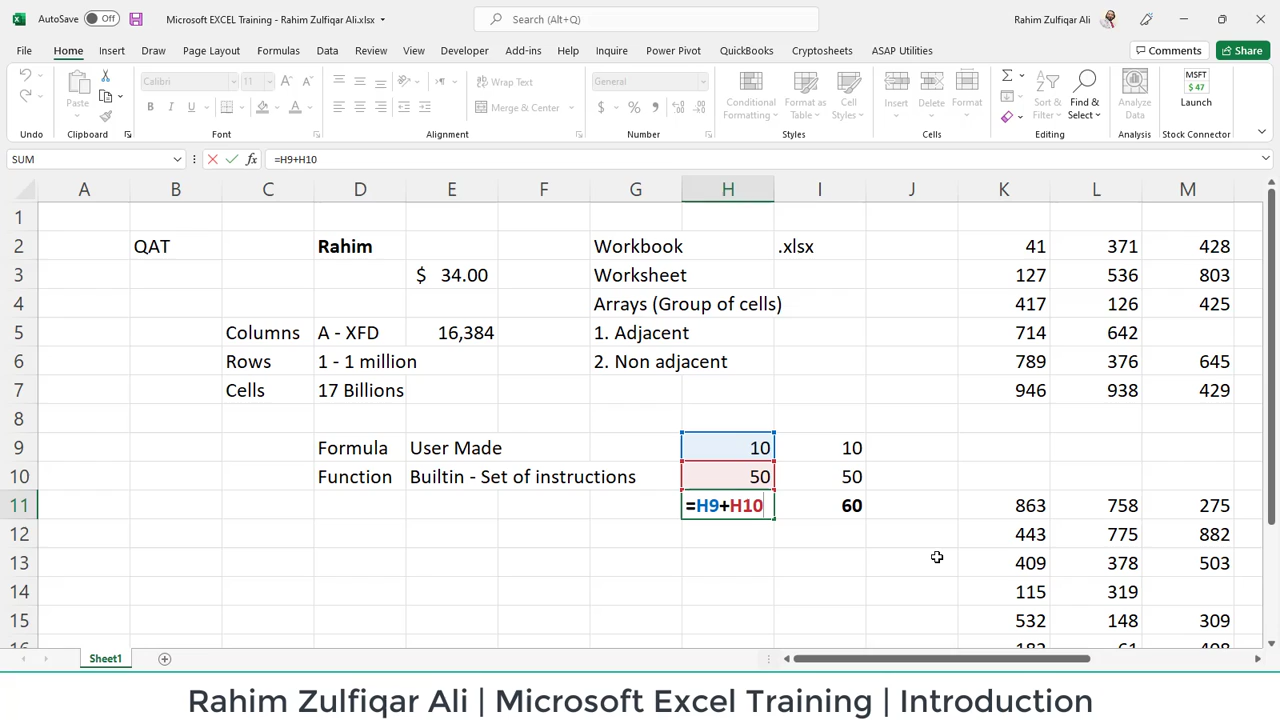 AutoSave Off Microsoft EXCEL Training - Rahim Zulfiqar Ali.xlsx Search (Alt+Q) Rahim Zulfiqar Ali
File Home Insert Draw Page Layout Formulas Data Review View Developer Add-ins Help Inquire Power Pivot QuickBooks Cryptosheets ASAP Utilities Comments Share
Paste Calibri 11 Wrap Text General Conditional Formatting Format as Table Cell Styles Insert Delete Format Sort & Filter Find & Select Analyze Data MSFT $ 47 Launch
B I U A Merge & Center $ %
Undo Clipboard Font Alignment Number Styles Cells Editing Analysis Stock Connector
SUM fx =H9+H10
A B C D E F G H I J K L M
1
2 QAT Rahim Workbook .xlsx 41 371 428
3 $ 34.00 Worksheet 127 536 803
4 Arrays (Group of cells) 417 126 425
5 Columns A - XFD 16,384 1. Adjacent 714 642
6 Rows 1 - 1 million 2. Non adjacent 789 376 645
7 Cells 17 Billions 946 938 429
8
9 Formula User Made 10 10
10 Function Builtin - Set of instructions 50 50
11 =H9+H10 60 863 758 275
12 443 775 882
13 409 378 503
14 115 319
15 532 148 309
Sheet1
Rahim Zulfiqar Ali | Microsoft Excel Training | Introduction